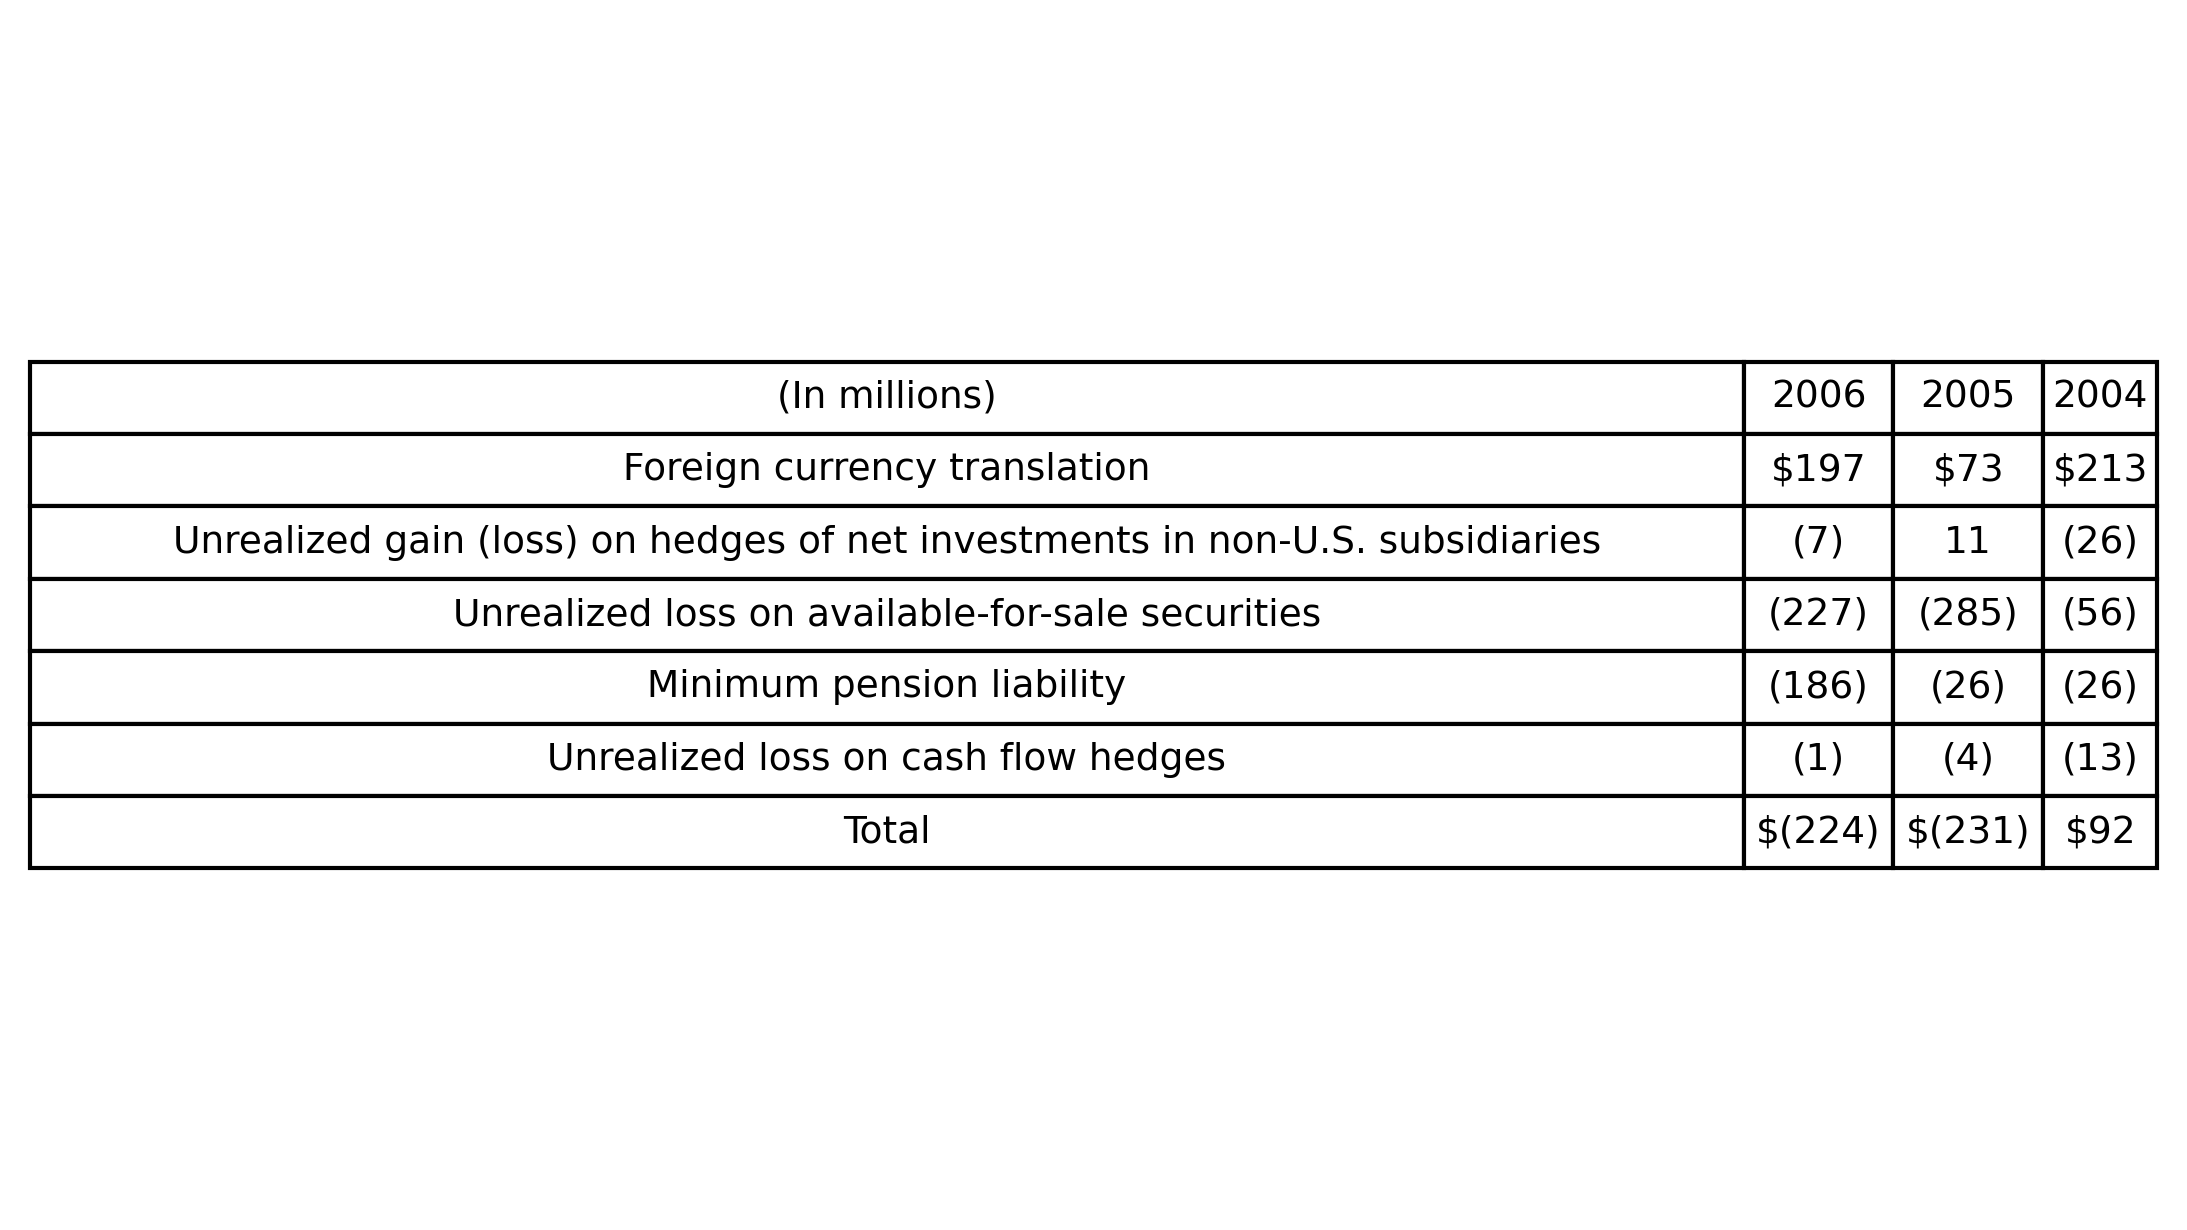 (In millions) 2006 2005 2004
Foreign currency translation $197 $73 $213
Unrealized gain (loss) on hedges of net investments in non-U.S. subsidiaries (7) 11 (26)
Unrealized loss on available-for-sale securities (227) (285) (56)
Minimum pension liability (186) (26) (26)
Unrealized loss on cash flow hedges (1) (4) (13)
Total $(224) $(231) $92